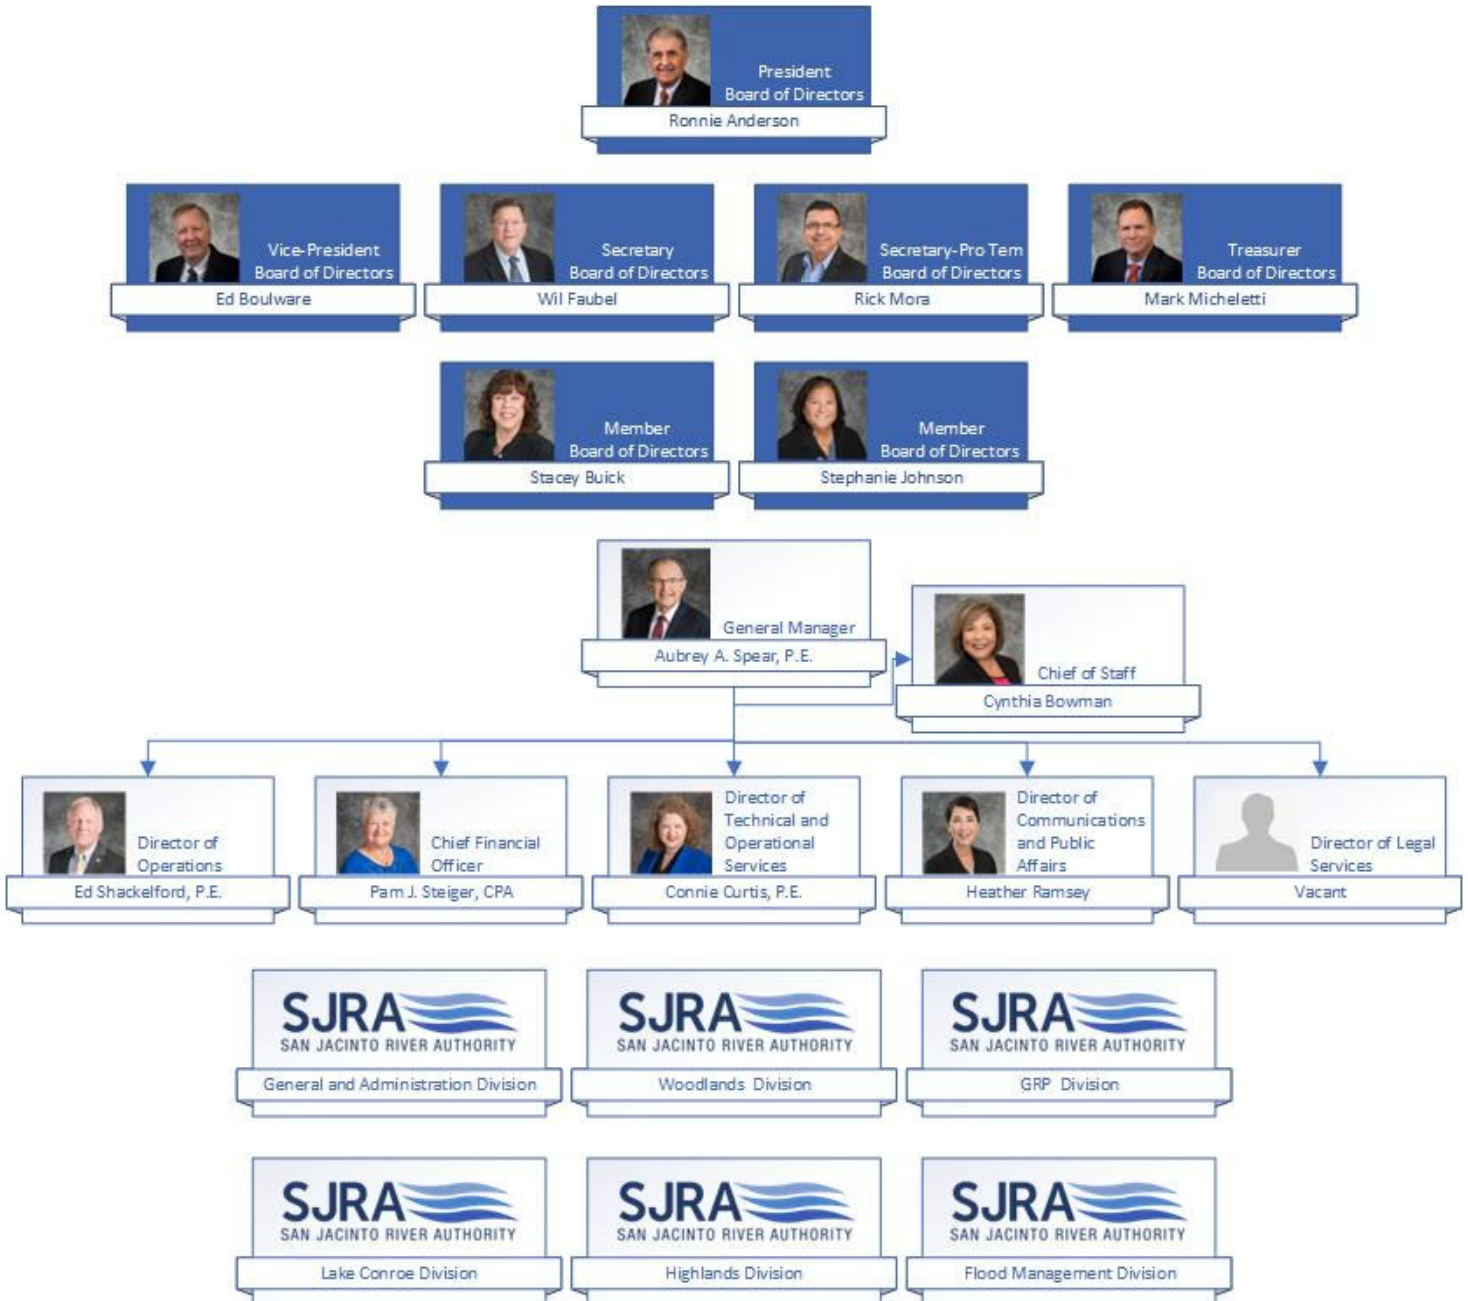 President
Board of Directors
Ronnie Anderson
Vice-President
Board of Directors
Ed Boulware
Secretary
Board of Directors
Wil Faubel
Secretary-Pro Tem
Board of Directors
Rick Mora
Treasurer
Board of Directors
Mark Micheletti
Member
Board of Directors
Stacey Buick
Member
Board of Directors
Stephanie Johnson
General Manager
Aubrey A. Spear, P.E.
Chief of Staff
Cynthia Bowman
Director of
Operations
Ed Shackelford, P.E.
Chief Financial
Officer
Pam J. Steiger, CPA
Director of
Technical and
Operational
Services
Connie Curtis, P.E.
Director of
Communications
and Public
Affairs
Heather Ramsey
Director of Legal
Services
Vacant
SJRA
SAN JACINTO RIVER AUTHORITY
General and Administration Division
SJRA
SAN JACINTO RIVER AUTHORITY
Woodlands Division
SJRA
SAN JACINTO RIVER AUTHORITY
GRP Division
SJRA
SAN JACINTO RIVER AUTHORITY
Lake Conroe Division
SJRA
SAN JACINTO RIVER AUTHORITY
Highlands Division
SJRA
SAN JACINTO RIVER AUTHORITY
Flood Management Division